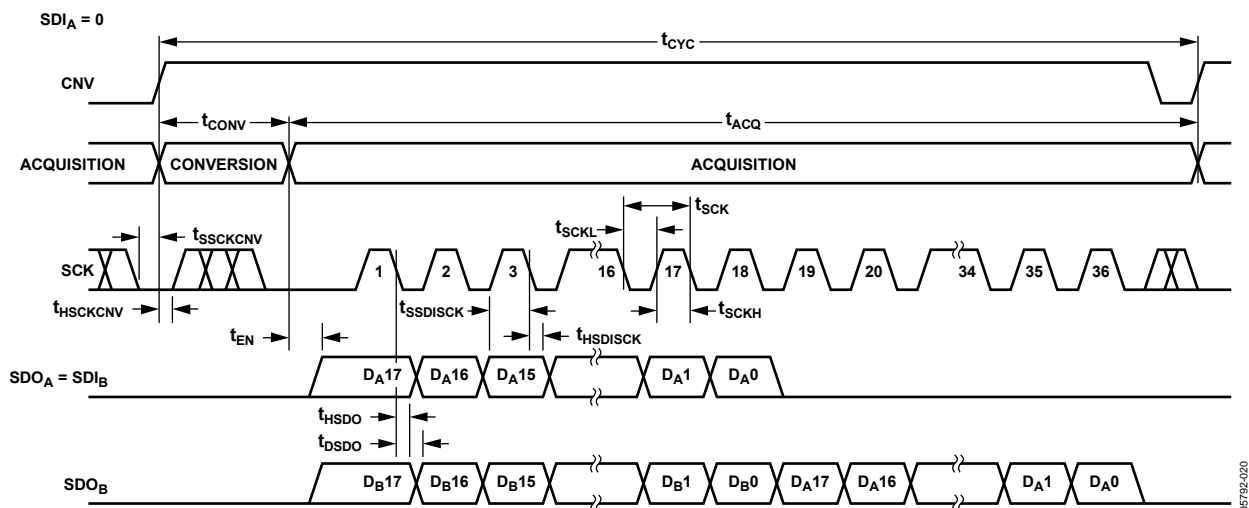 SDIA = 0
tCYC
CNV
tCONV
tACQ
ACQUISITION CONVERSION ACQUISITION
tSCK
tSCKL
tSSCKCNV
SCK 1 2 3 16 17 18 19 20 34 35 36
tHSCKCNV
tSSDISCK
tSCKH
tEN
tHSDISCK
SDOA = SDIB DA17 DA16 DA15 DA1 DA0
tHSDO
tDSDO
SDOB DB17 DB16 DB15 DB1 DB0 DA17 DA16 DA1 DA0
05792-020